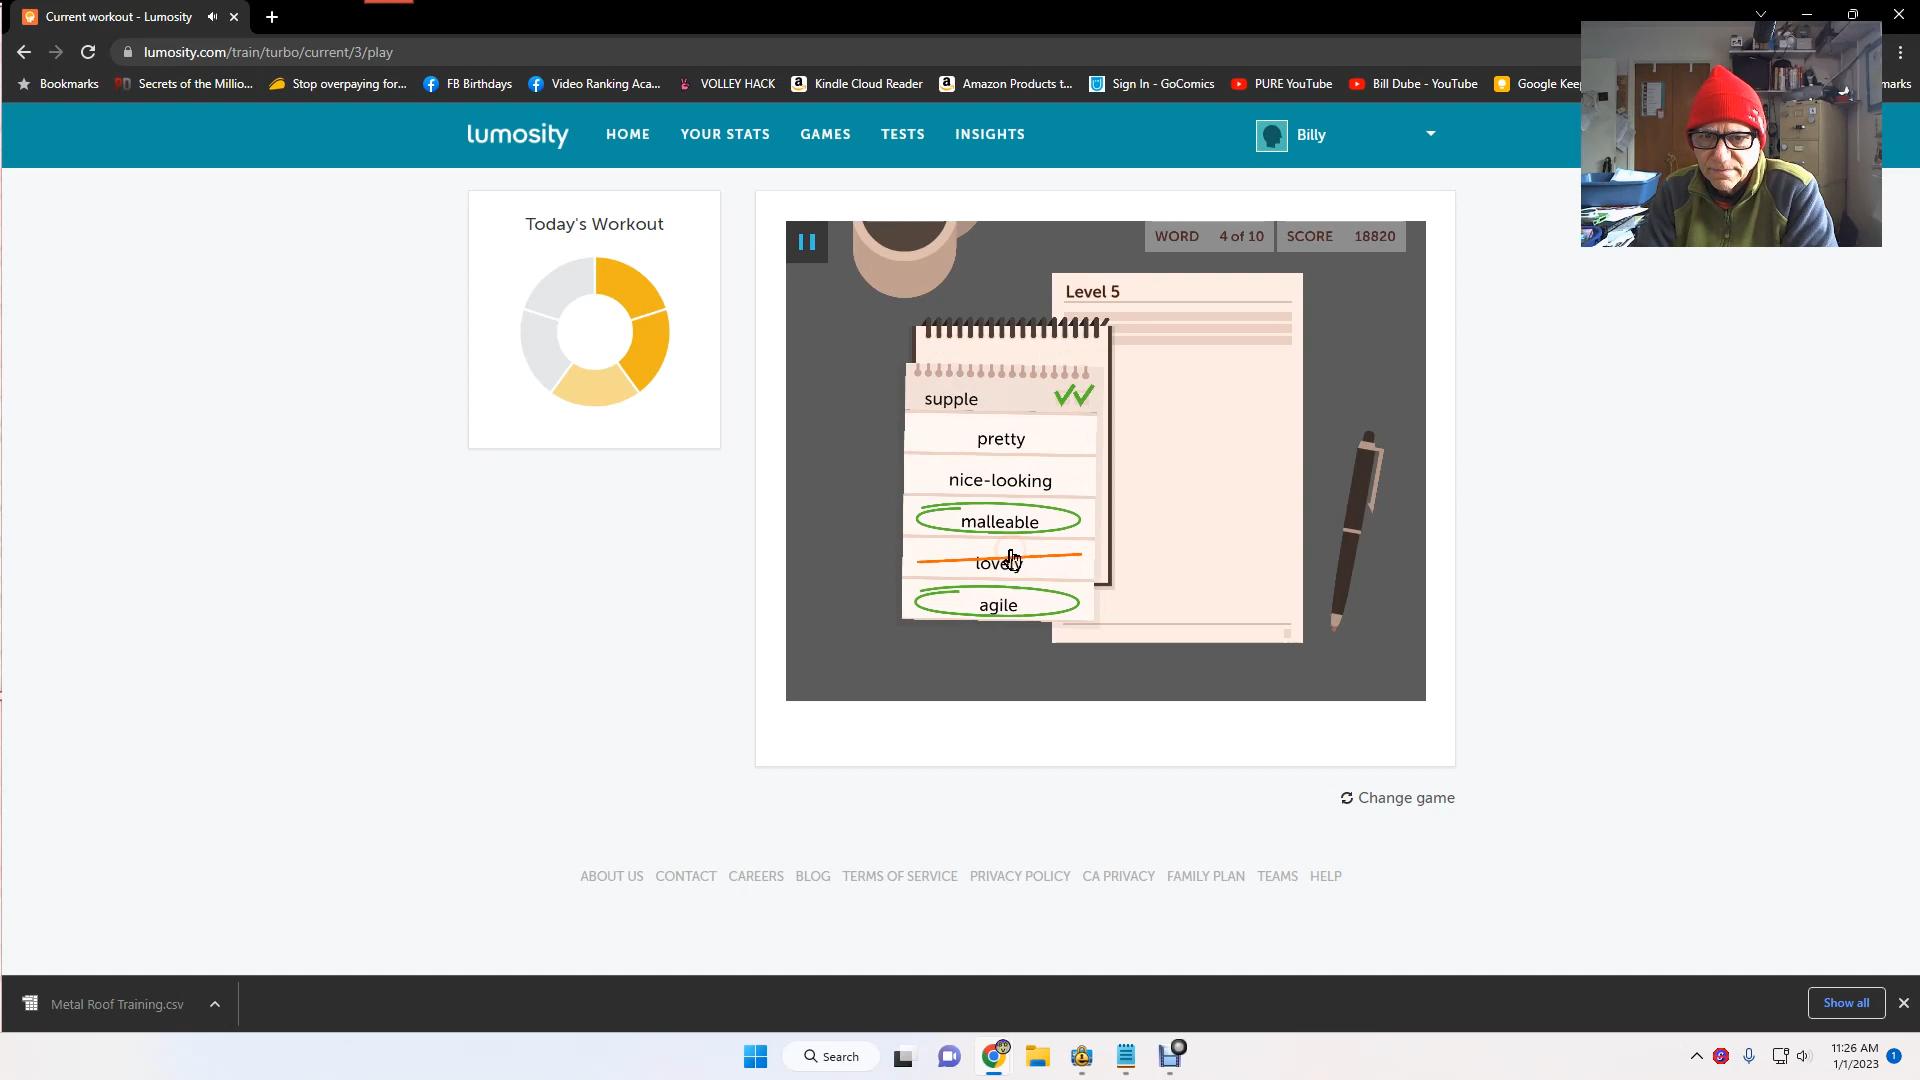 Current workout - Lumosity
lumosity.com/train/turbo/current/3/play
Bookmarks
Secrets of the Millio...
Stop overpaying for...
FB Birthdays
Video Ranking Aca...
VOLLEY HACK
Kindle Cloud Reader
Amazon Products t...
Sign In - GoComics
PURE YouTube
Bill Dube - YouTube
Google Kee
marks
lumosity
HOME
YOUR STATS
GAMES
TESTS
INSIGHTS
Billy
Today's Workout
WORD 4 of 10
SCORE 18820
Level 5
supple
pretty
nice-looking
malleable
lovely
agile
Change game
ABOUT US
CONTACT
CAREERS
BLOG
TERMS OF SERVICE
PRIVACY POLICY
CA PRIVACY
FAMILY PLAN
TEAMS
HELP
Metal Roof Training.csv
Show all
Search
11:26 AM
1/1/2023
1